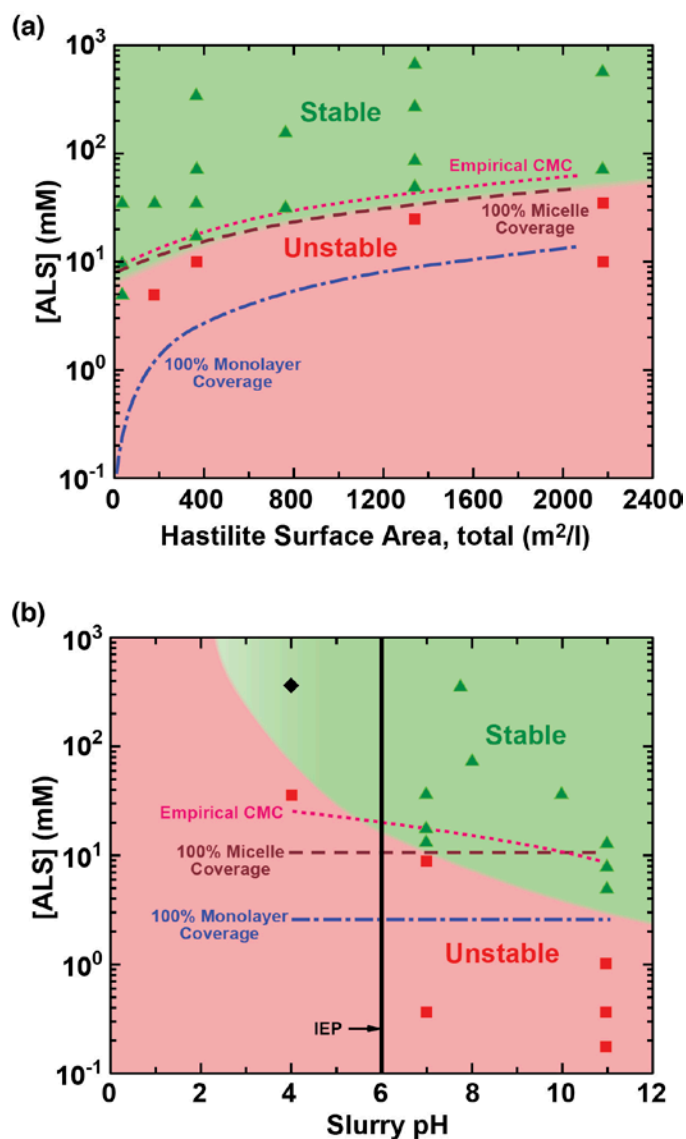 (a)
10³
10²
10¹
10⁰
10⁻¹
[ALS] (mM)
Stable
Empirical CMC
100% Micelle
Coverage
Unstable
100% Monolayer
Coverage
0 400 800 1200 1600 2000 2400
Hastilite Surface Area, total (m²/l)
(b)
10³
10²
10¹
10⁰
10⁻¹
[ALS] (mM)
Stable
Empirical CMC
100% Micelle
Coverage
100% Monolayer
Coverage
Unstable
IEP
0 2 4 6 8 10 12
Slurry pH